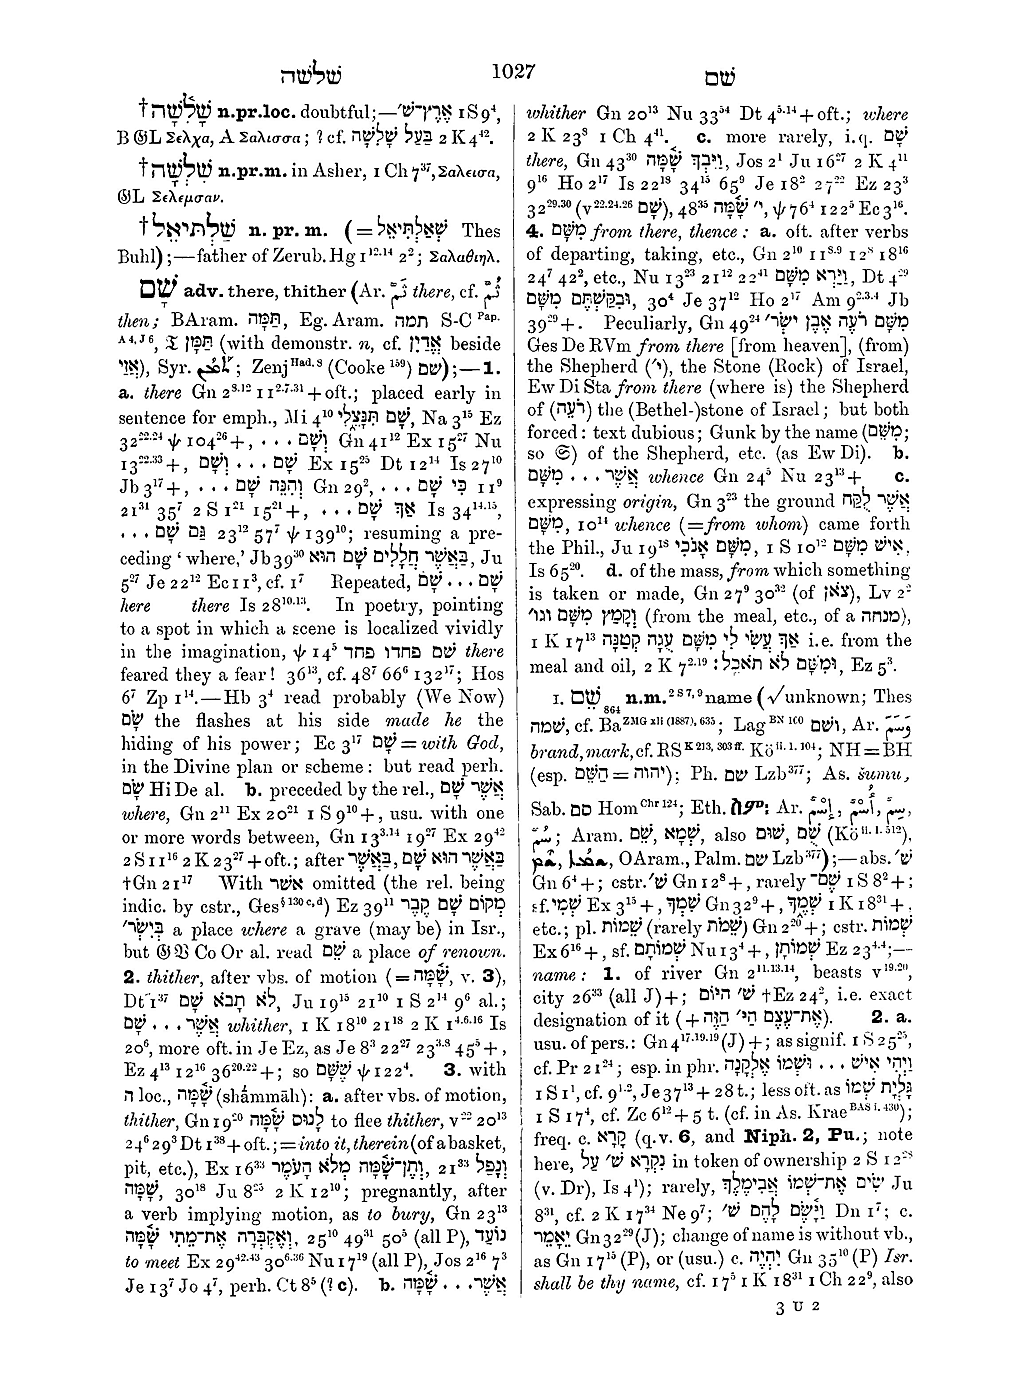 שלשה 1027 שם
†שָׁלִשָׁה n.pr.loc. doubtful;—אֶרֶץ־שׁ׳ 1 S 9⁴,
B 𝔊L Σελχα, A Σαλισσα; ? cf. בַּעַל שָׁלִשָׁה 2 K 4⁴².
†שִׁלְשָׁה n.pr.m. in Asher, 1 Ch 7³⁷, Σαλεισα,
𝔊L Σελεμσαν.
†שַׁלְתִּיאֵל n. pr. m. (= שְׁאַלְתִּיאֵל Thes
Buhl);—father of Zerub. Hg 1¹²·¹⁴ 2²; Σαλαθιηλ.
שָׁם adv. there, thither (Ar. ثَمَّ there, cf. ثُمَّ
then; BAram. תַּמָּה, Eg. Aram. תמה S-C Pap.
A 4, J 6, 𝔗 תַּמָּן (with demonstr. n, cf. אֱדַיִן beside
אֲזַי), Syr. ; Zenj Had. 8 (Cooke 159) שם);—1.
a. there Gn 2⁸·¹² 11²·⁷·³¹ + oft.; placed early in
sentence for emph., Mi 4¹⁰ שָׁם תִּנָּצֵלִי, Na 3¹⁵ Ez
32²²·²⁴ ψ 104²⁶ +, . . . וְשָׁם Gn 41¹² Ex 15²⁷ Nu
13²²·³³ +, שָׁם . . . וְשָׁם Ex 15²⁵ Dt 12¹⁴ Is 27¹⁰
Jb 3¹⁷ +, . . . וְהִנֵּה שָׁם Gn 29², . . . כִּי שָׁם 11⁹
21³¹ 35⁷ 2 S 1²¹ 15²¹ +, . . . אַךְ שָׁם Is 34¹⁴·¹⁵,
. . . גַּם שָׁם 23¹² 57⁷ ψ 139¹⁰; resuming a pre-
ceding ‘where,’ Jb 39³⁰ בַּאֲשֶׁר חֲלָלִים שָׁם הוּא, Ju
5²⁷ Je 22¹² Ec 11³, cf. 1⁷ Repeated, שָׁם . . . שָׁם
here there Is 28¹⁰·¹³. In poetry, pointing
to a spot in which a scene is localized vividly
in the imagination, ψ 14⁵ שם פחדו פחד there
feared they a fear! 36¹³, cf. 48⁷ 66⁶ 132¹⁷; Hos
6⁷ Zp 1¹⁴.—Hb 3⁴ read probably (We Now)
שָׂם the flashes at his side made he the
hiding of his power; Ec 3¹⁷ שָׁם = with God,
in the Divine plan or scheme: but read perh.
שָׂם Hi De al. b. preceded by the rel., אֲשֶׁר שָׁם
where, Gn 2¹¹ Ex 20²¹ 1 S 9¹⁰ +, usu. with one
or more words between, Gn 13³·¹⁴ 19²⁷ Ex 29⁴²
2 S 11¹⁶ 2 K 23²⁷ + oft.; after בַּאֲשֶׁר הוּא שָׁם, בַּאֲשֶׁר
†Gn 21¹⁷ With אשר omitted (the rel. being
indic. by cstr., Ges§ 130 c, d) Ez 39¹¹ מְקוֹם שָׁם קֶבֶר
בְּיִשְׂר׳ a place where a grave (may be) in Isr.,
but 𝔊 𝔙 Co Or al. read שֵׁם a place of renown.
2. thither, after vbs. of motion (= שָׁמָּה, v. 3),
Dt 1³⁷ לֹא תָבֹא שָׁם, Ju 19¹⁵ 21¹⁰ 1 S 2¹⁴ 9⁶ al.;
אֲשֶׁר . . . שָׁם whither, 1 K 18¹⁰ 21¹⁸ 2 K 1⁴·⁶·¹⁶ Is
20⁶, more oft. in Je Ez, as Je 8³ 22²⁷ 23³·⁸ 45⁵ +,
Ez 4¹³ 12¹⁶ 36²⁰·²² +; so שֶׁשָּׁם ψ 122⁴. 3. with
ה loc., שָׁמָּה (shámmāh): a. after vbs. of motion,
thither, Gn 19²⁰ לָנוּס שָׁמָּה to flee thither, v²² 20¹³
24⁶ 29³ Dt 1³⁸ + oft.; = into it, therein (of a basket,
pit, etc.), Ex 16³³ וְתֶן־שָׁמָּה מְלֹא הָעֹמֶר, 21³³ וְנָפַל
שָׁמָּה, 30¹⁸ Ju 8²⁵ 2 K 12¹⁰; pregnantly, after
a verb implying motion, as to bury, Gn 23¹³
וְאֶקְבְּרָה אֶת־מֵתִי שָׁמָּה, 25¹⁰ 49³¹ 50⁵ (all P), נוֹעַד
to meet Ex 29⁴²·⁴³ 30⁶·³⁶ Nu 17¹⁹ (all P), Jos 2¹⁶ 7³
Je 13⁷ Jo 4⁷, perh. Ct 8⁵ (? c). b. אֲשֶׁר . . . שָׁמָּה
whither Gn 20¹³ Nu 33⁵⁴ Dt 4⁵·¹⁴ + oft.; where
2 K 23⁸ 1 Ch 4⁴¹. c. more rarely, i.q. שָׁם
there, Gn 43³⁰ וַיֵּבְךְּ שָׁמָּה, Jos 2¹ Ju 16²⁷ 2 K 4¹¹
9¹⁶ Ho 2¹⁷ Is 22¹⁸ 34¹⁵ 65⁹ Je 18² 27²² Ez 23³
32²⁹·³⁰ (v²²·²⁴·²⁶ שָׁם), 48³⁵ י׳ שָׁמָּה, ψ 76⁴ 122⁵ Ec 3¹⁶.
4. מִשָּׁם from there, thence: a. oft. after verbs
of departing, taking, etc., Gn 2¹⁰ 11⁸·⁹ 12⁸ 18¹⁶
24⁷ 42², etc., Nu 13²³ 21¹² 22⁴¹ וַיַּרְא מִשָּׁם, Dt 4²⁹
וּבִקַּשְׁתֶּם מִשָּׁם, 30⁴ Je 37¹² Ho 2¹⁷ Am 9²·³·⁴ Jb
39²⁹ +. Peculiarly, Gn 49²⁴ מִשָּׁם רֹעֶה אֶבֶן יִשְׂר׳
Ges De RVm from there [from heaven], (from)
the Shepherd (י׳), the Stone (Rock) of Israel,
Ew Di Sta from there (where is) the Shepherd
of (רֹעֵה) the (Bethel-)stone of Israel; but both
forced: text dubious; Gunk by the name (מִשֵּׁם;
so 𝔖) of the Shepherd, etc. (as Ew Di). b.
אֲשֶׁר . . . מִשָּׁם whence Gn 24⁵ Nu 23¹³ + c.
expressing origin, Gn 3²³ the ground אֲשֶׁר לֻקַּח
מִשָּׁם, 10¹⁴ whence (= from whom) came forth
the Phil., Ju 19¹⁸ מִשָּׁם אָנֹכִי, 1 S 10¹² אִישׁ מִשָּׁם,
Is 65²⁰. d. of the mass, from which something
is taken or made, Gn 27⁹ 30³² (of צאן), Lv 2²
וְקָמַץ מִשָּׁם וגו׳ (from the meal, etc., of a מנחה),
1 K 17¹³ אַךְ עֲשִׂי לִי מִשָּׁם עֻגָה קְטַנָּה i.e. from the
meal and oil, 2 K 7²·¹⁹ : וּמִשָּׁם לֹא תֹאכֵל, Ez 5³.
I. שֵׁם 864 n.m. 2 S 7, 9 name (√unknown; Thes
שמה, cf. Ba ZMG xli (1887), 635; Lag BN 160 ושם, Ar. وَسَمَ
brand, mark, cf. RS K 213, 303 ff. Kö ii. 1. 104; NH = BH
(esp. הַשֵּׁם = יהוה); Ph. שם Lzb 377; As. šumu,
Sab. סם Hom Chr 124; Eth. ስም፡ Ar. اِسْمٌ, اُسْمٌ, سِمٌ,
سُمٌ; Aram. שְׁמָא, שֵׁם, also שֻׁם, שׁוּם (Kö ii. 1. 512),
OAram., Palm. שם Lzb 377);—abs. שׁ׳
Gn 6⁴ +; cstr. שׁ׳ Gn 12⁸ +, rarely שֶׁם־ 1 S 8² +;
sf. שְׁמִי Ex 3¹⁵ +, שִׁמְךָ Gn 32⁹ +, שְׁמֶךָ 1 K 18³¹ +,
etc.; pl. שֵׁמוֹת (rarely שֵׁמֹת) Gn 2²⁰ +; cstr. שְׁמוֹת
Ex 6¹⁶ +, sf. שְׁמוֹתָם Nu 13⁴ +, שְׁמוֹתָן Ez 23⁴·⁴;—
name: 1. of river Gn 2¹¹·¹³·¹⁴, beasts v¹⁹·²⁰,
city 26³³ (all J) +; שׁ׳ הַיּוֹם †Ez 24², i.e. exact
designation of it (+ אֶת־עֶצֶם הַי׳ הַזֶּה). 2. a.
usu. of pers.: Gn 4¹⁷·¹⁹·¹⁹ (J) +; as signif. 1 S 25²⁵,
cf. Pr 21²⁴; esp. in phr. וַיְהִי אִישׁ . . . וּשְׁמוֹ אֶלְקָנָה
1 S 1¹, cf. 9¹·², Je 37¹³ + 28 t.; less oft. as גָּלְיָת שְׁמוֹ
1 S 17⁴, cf. Zc 6¹² + 5 t. (cf. in As. Krae BAS i. 430);
freq. c. קָרָא (q.v. 6, and Niph. 2, Pu.; note
here, נִקְרָא שׁ׳ עַל in token of ownership 2 S 12²⁸
(v. Dr), Is 4¹); rarely, שִׂים אֶת־שְׁמוֹ אֲבִימֶלֶךְ Ju
8³¹, cf. 2 K 17³⁴ Ne 9⁷; וַיָּשֶׂם לָהֶם שׁ׳ Dn 1⁷; c.
יֵאָמֵר Gn 32²⁹ (J); change of name is without vb.,
as Gn 17¹⁵ (P), or (usu.) c. יִהְיֶה Gn 35¹⁰ (P) Isr.
shall be thy name, cf. 17⁵ 1 K 18³¹ 1 Ch 22⁹, also
3 U 2